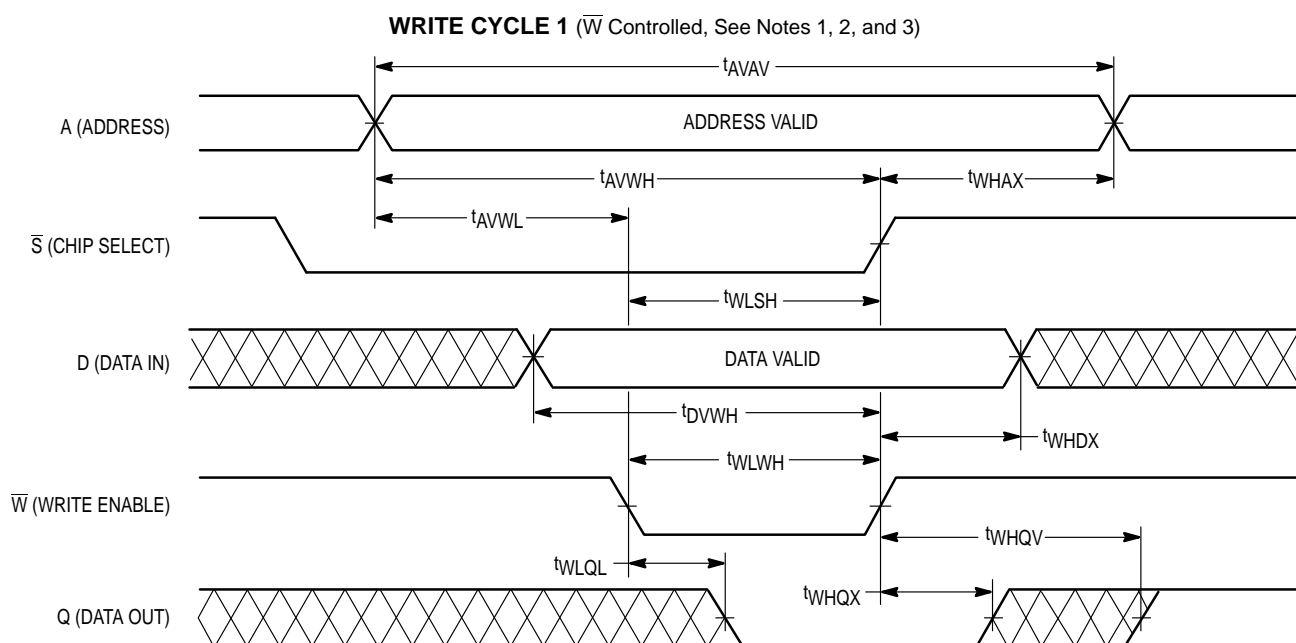 WRITE CYCLE 1 (W̅ Controlled, See Notes 1, 2, and 3)
tAVAV
A (ADDRESS)
ADDRESS VALID
tAVWH
tWHAX
tAVWL
S̅ (CHIP SELECT)
tWLSH
D (DATA IN)
DATA VALID
tDVWH
tWHDX
tWLWH
W̅ (WRITE ENABLE)
tWHQV
tWLQL
tWHQX
Q (DATA OUT)